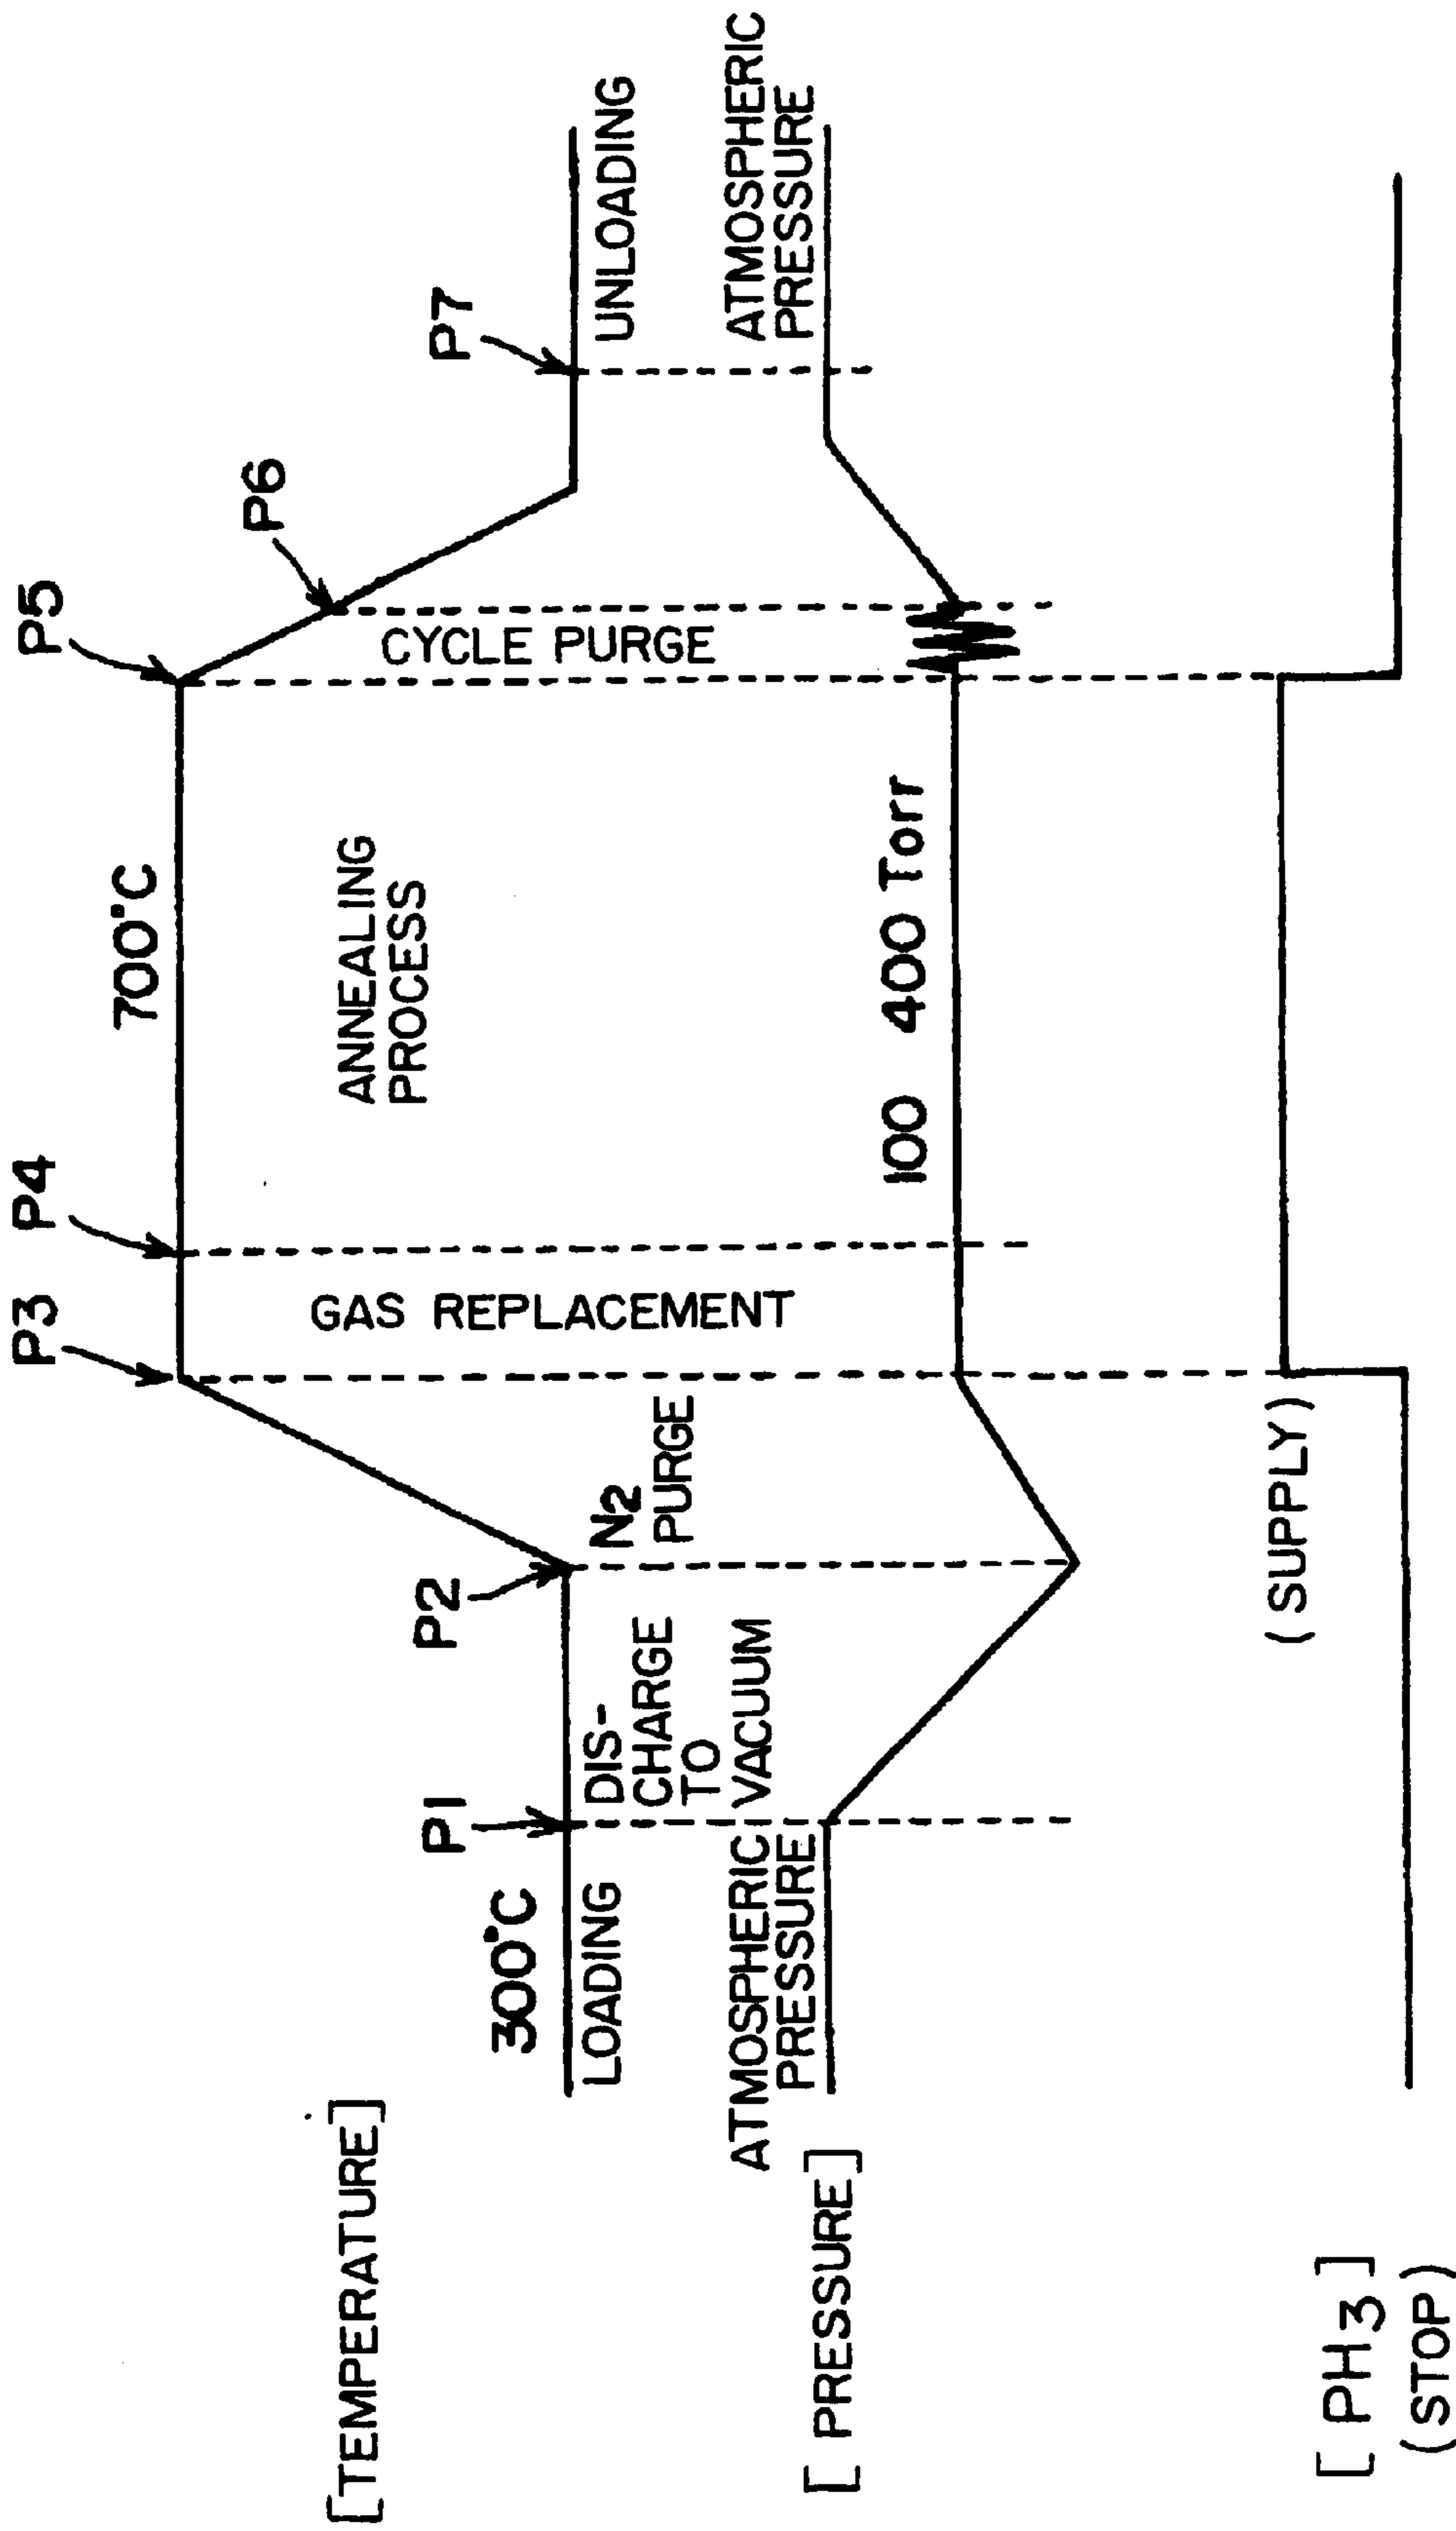 P3
P4
P5
700°C
P6
[TEMPERATURE]
GAS REPLACEMENT
ANNEALING
PROCESS
CYCLE PURGE
P1
P2
P7
300°C
LOADING
DIS-
CHARGE
TO
VACUUM
N2
PURGE
UNLOADING
ATMOSPHERIC
PRESSURE
ATMOSPHERIC
PRESSURE
[ PRESSURE]
100 400 Torr
[ PH3 ]
(STOP)
(SUPPLY)